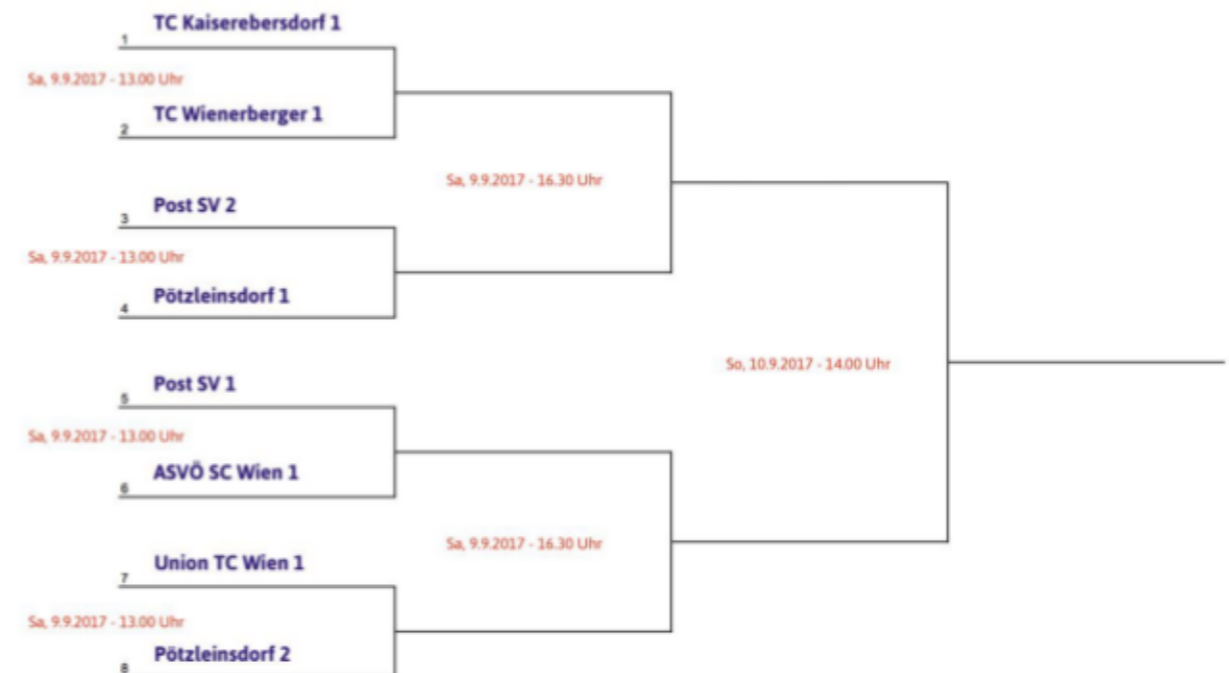 TC Kaiserebersdorf 1
1
Sa, 9.9.2017 - 13.00 Uhr
TC Wienerberger 1
2
Sa, 9.9.2017 - 16.30 Uhr
Post SV 2
3
Sa, 9.9.2017 - 13.00 Uhr
Pötzleinsdorf 1
4
So, 10.9.2017 - 14.00 Uhr
Post SV 1
5
Sa, 9.9.2017 - 13.00 Uhr
ASVÖ SC Wien 1
6
Sa, 9.9.2017 - 16.30 Uhr
Union TC Wien 1
7
Sa, 9.9.2017 - 13.00 Uhr
Pötzleinsdorf 2
8